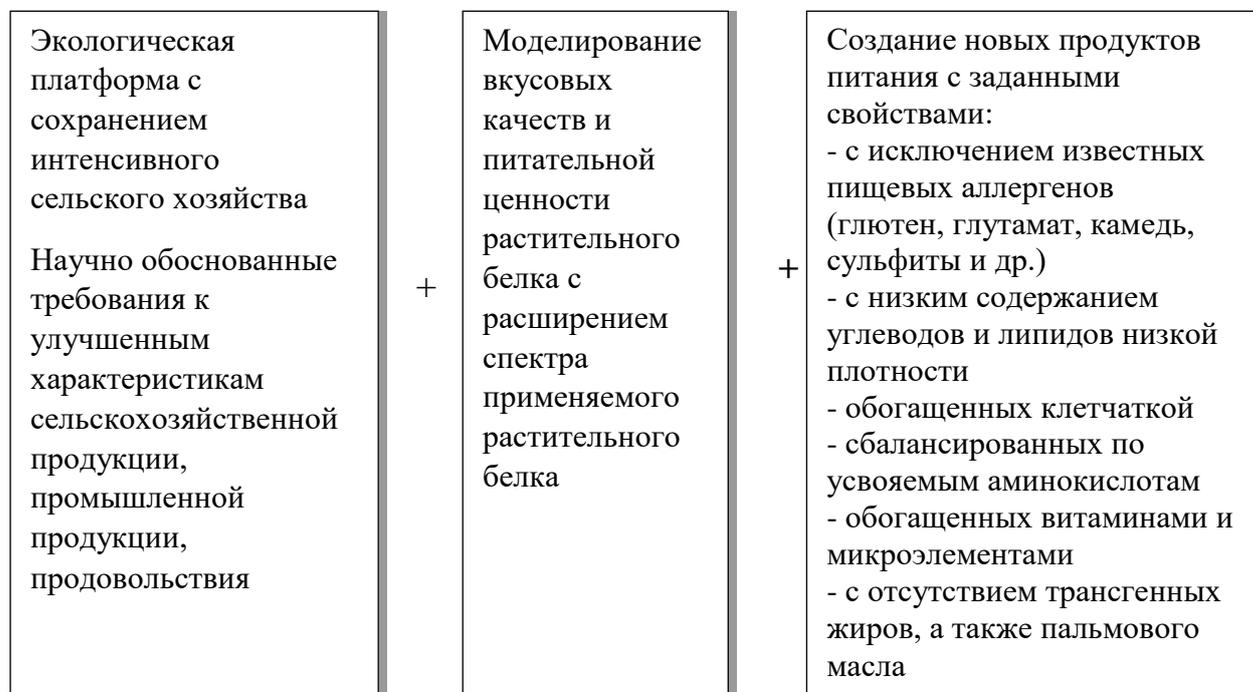 Экологическая
платформа с
сохранением
интенсивного
сельского хозяйства
Научно обоснованные
требования к
улучшенным
характеристикам
сельскохозяйственной
продукции,
промышленной
продукции,
продовольствия
+
Моделирование
вкусовых
качеств и
питательной
ценности
растительного
белка с
расширением
спектра
применяемого
растительного
белка
+
Создание новых продуктов
питания с заданными
свойствами:
- с исключением известных
пищевых аллергенов
(глютен, глутамат, камедь,
сульфиты и др.)
- с низким содержанием
углеводов и липидов низкой
плотности
- обогащенных клетчаткой
- сбалансированных по
усвояемым аминокислотам
- обогащенных витаминами и
микроэлементами
- с отсутствием трансгенных
жиров, а также пальмового
масла